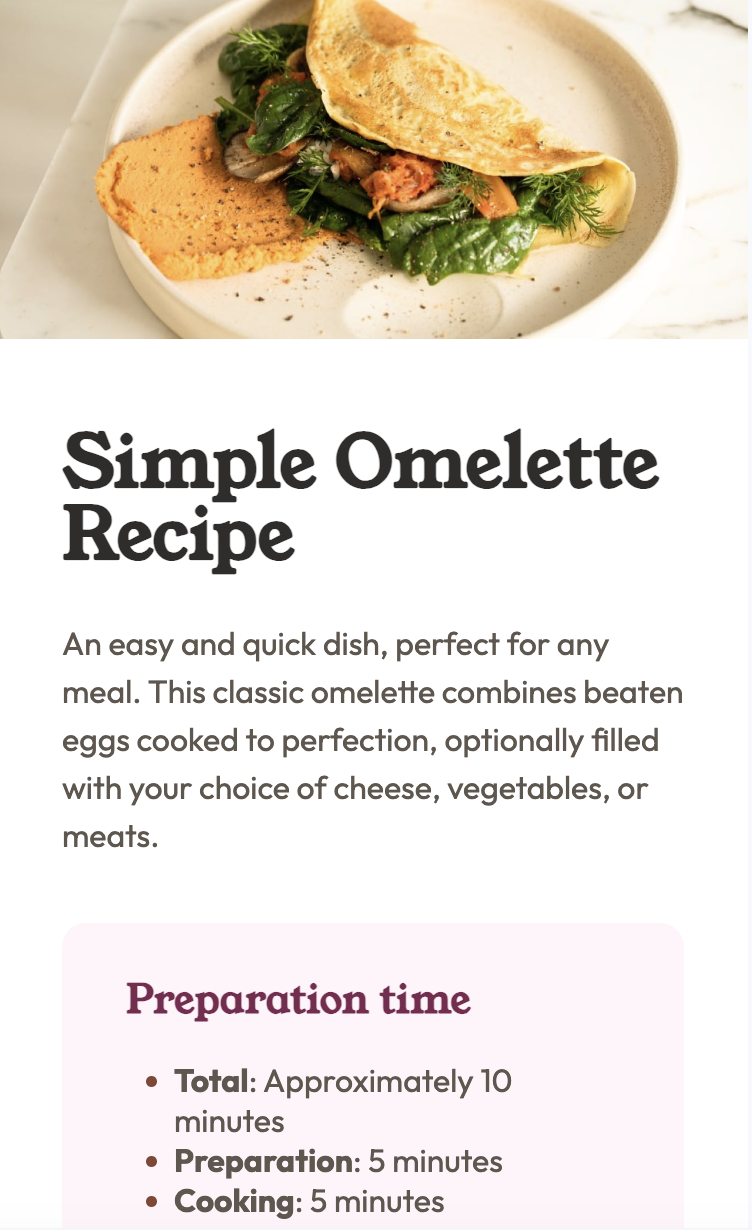 Simple Omelette
Recipe
An easy and quick dish, perfect for any
meal. This classic omelette combines beaten
eggs cooked to perfection, optionally filled
with your choice of cheese, vegetables, or
meats.
Preparation time
• Total: Approximately 10
minutes
• Preparation: 5 minutes
• Cooking: 5 minutes